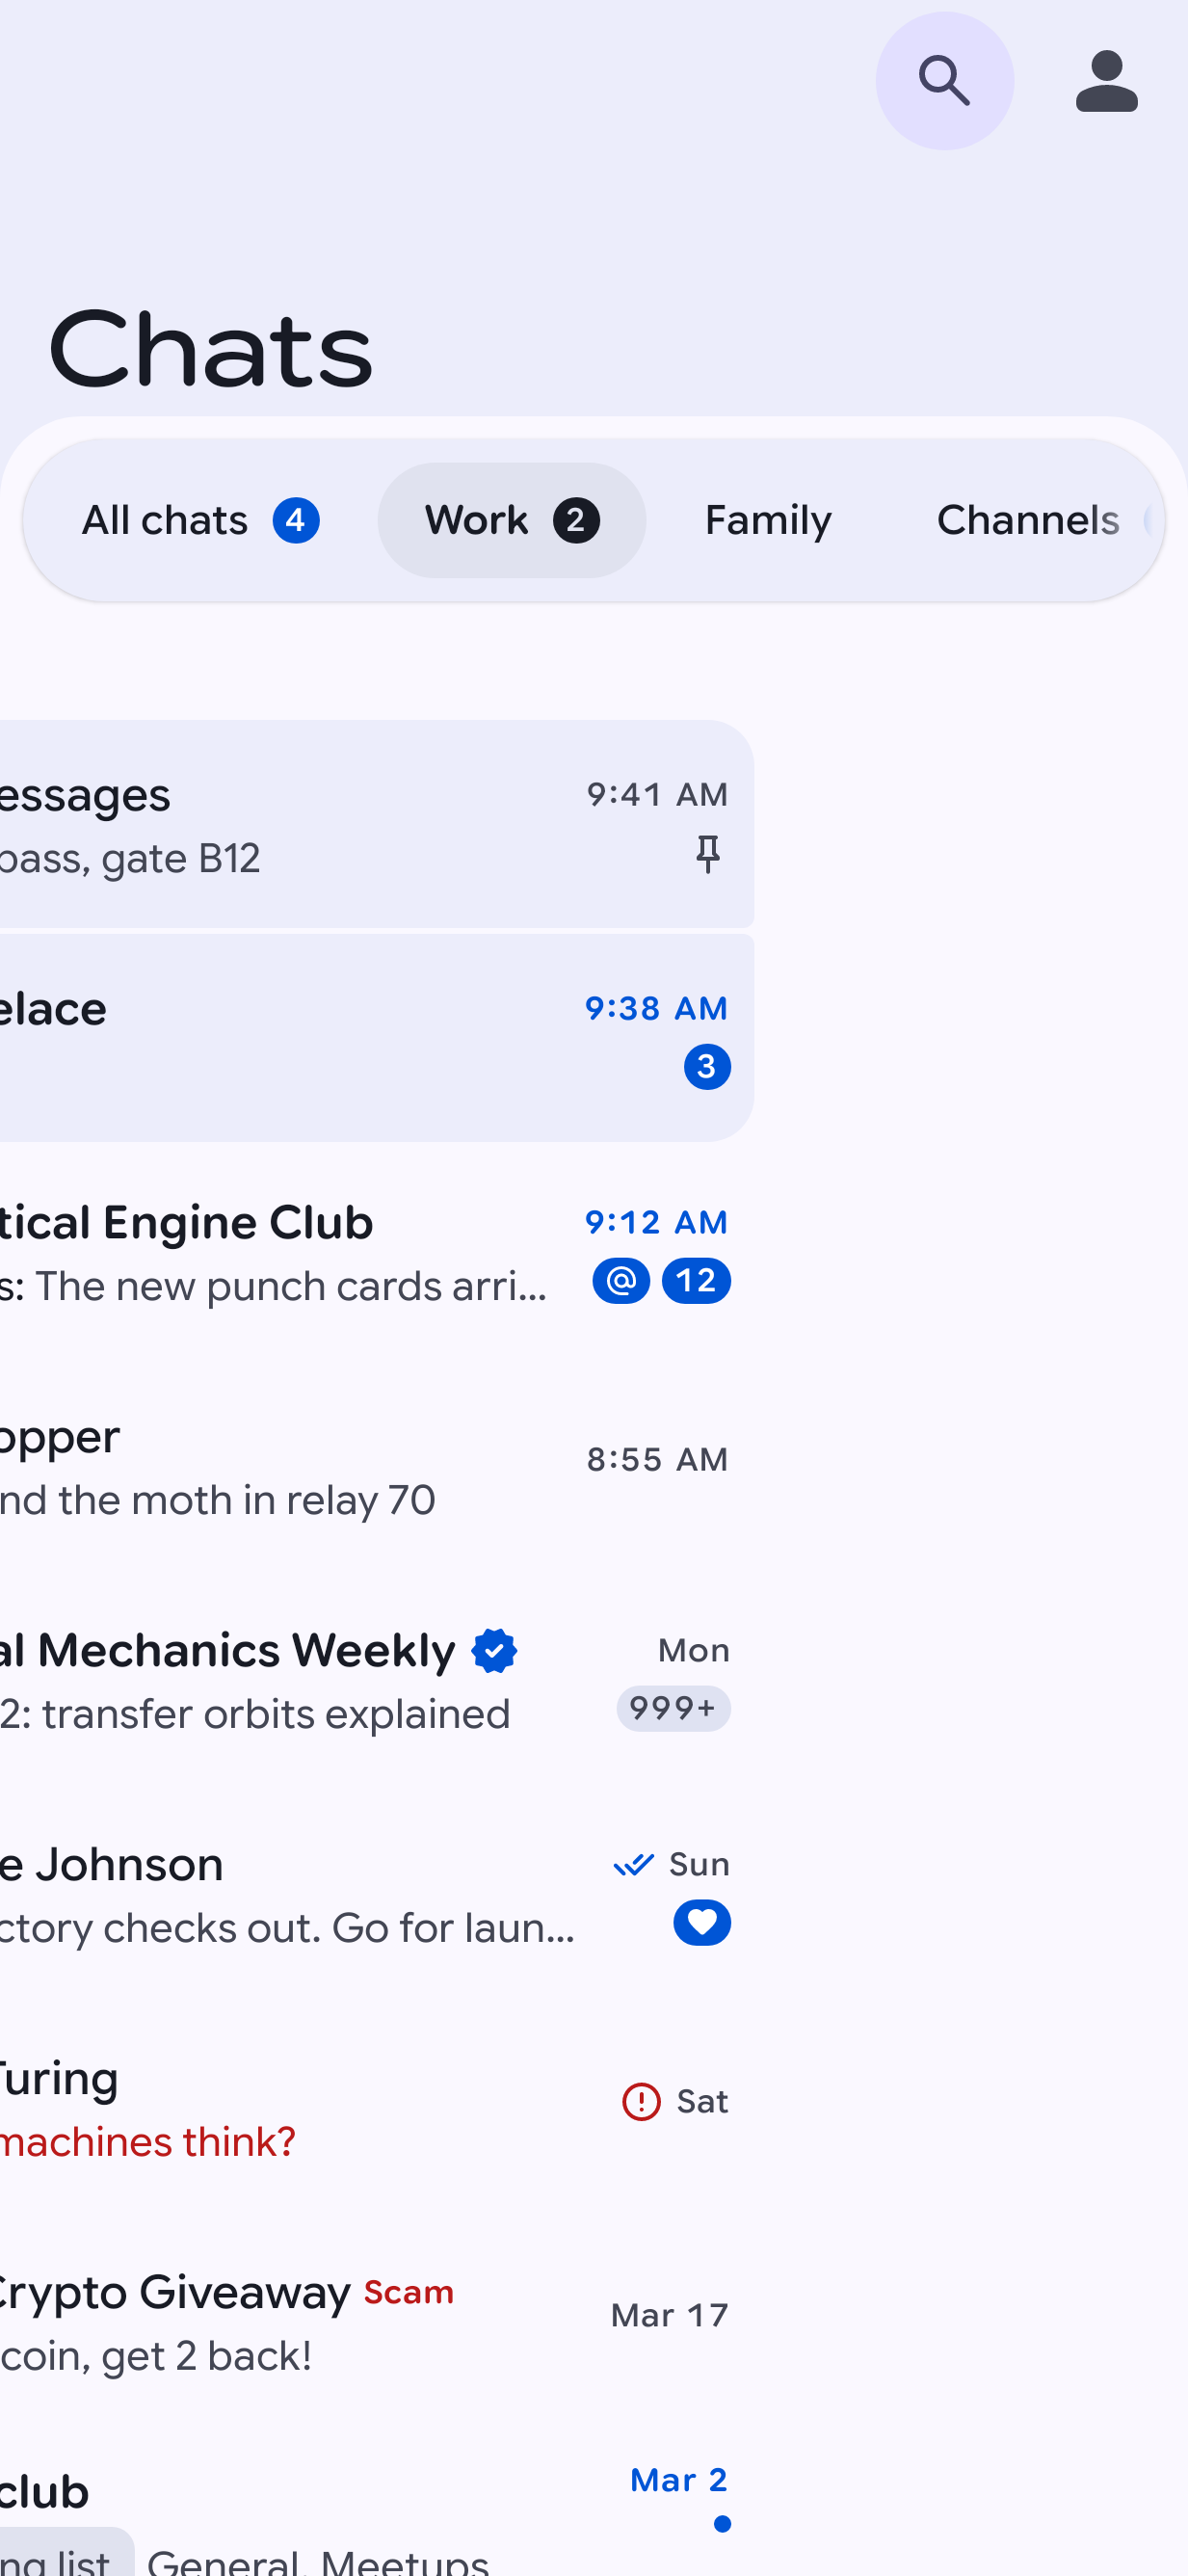 Chats
All chats 4 Work 2 Family Channels
essages 9:41 AM
pass, gate B12
elace 9:38 AM
3
tical Engine Club 9:12 AM
s: The new punch cards arri... @ 12
opper 8:55 AM
nd the moth in relay 70
al Mechanics Weekly Mon
2: transfer orbits explained 999+
e Johnson Sun
ctory checks out. Go for laun...
Turing Sat
machines think?
Crypto Giveaway Scam Mar 17
coin, get 2 back!
club Mar 2
ng list General, Meetups